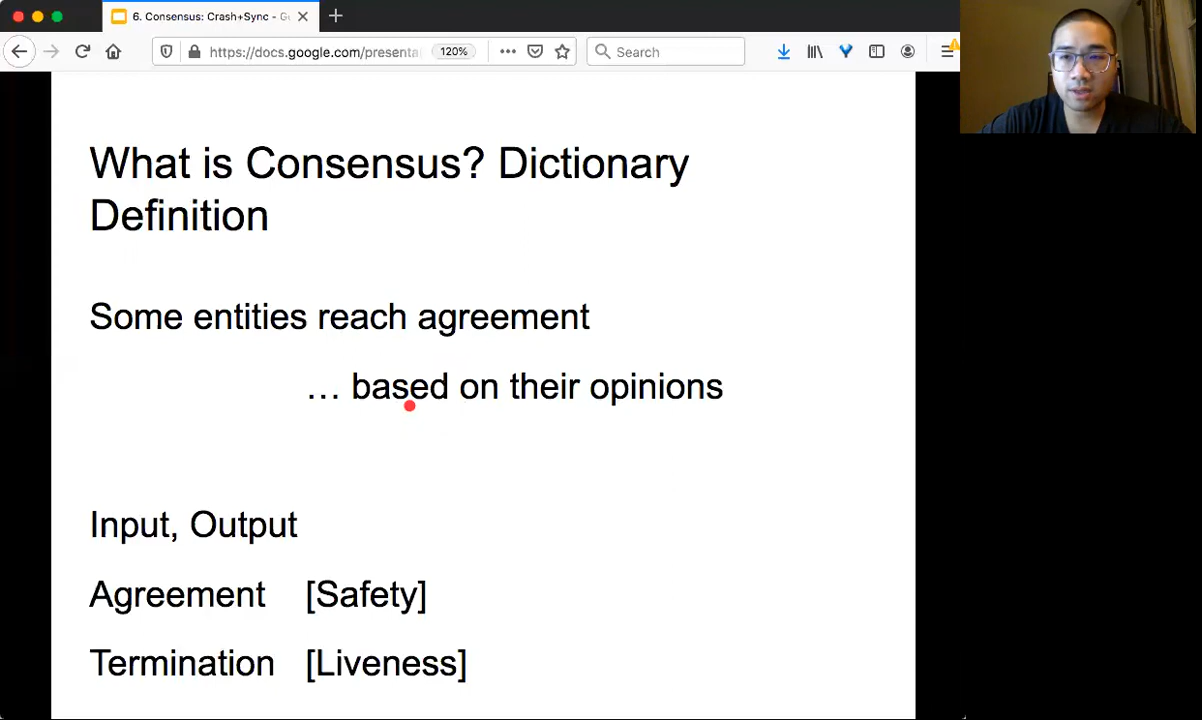 6. Consensus: Crash+Sync - Go
https://docs.google.com/presenta
120%
Search
What is Consensus? Dictionary
Definition
Some entities reach agreement
… based on their opinions
Input, Output
Agreement [Safety]
Termination [Liveness]